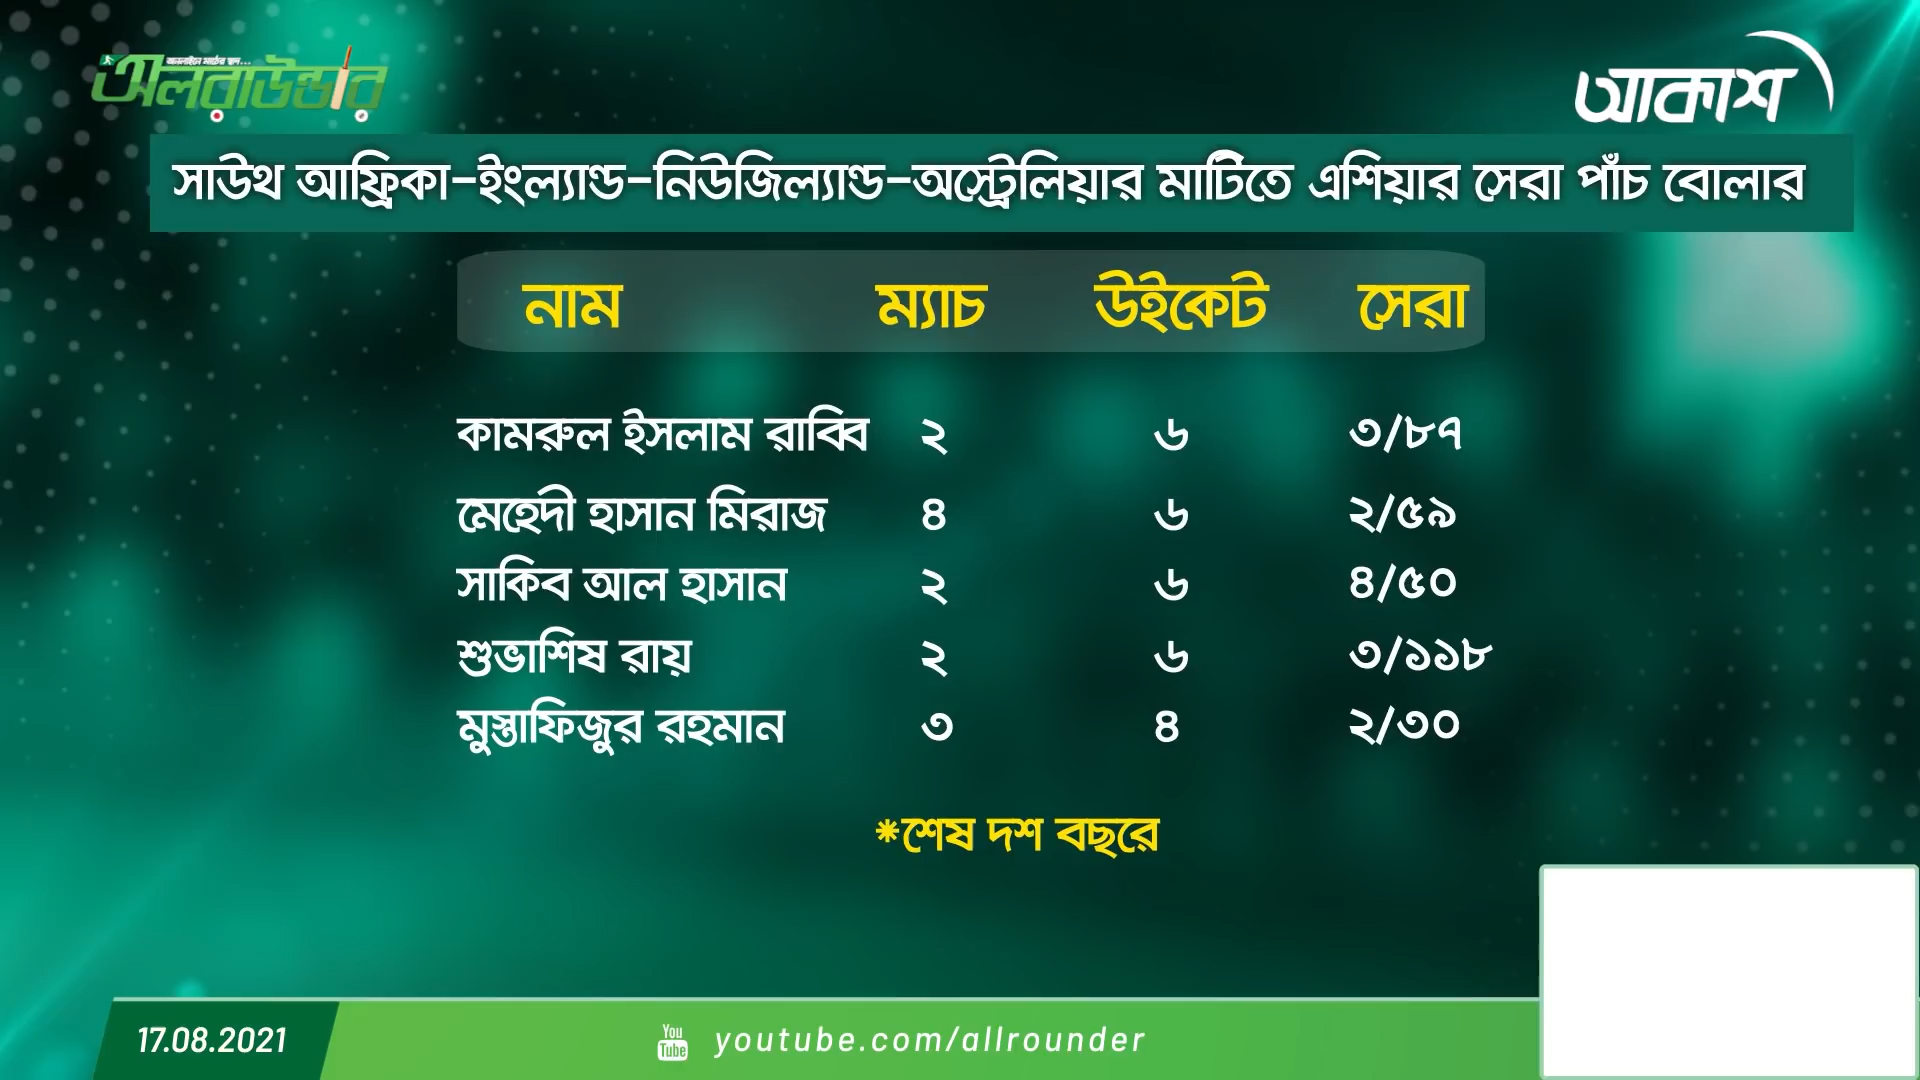 অনলাইনে মাঠের স্বাদ...
অলরাউন্ডার
আকাশ
সাউথ আফ্রিকা-ইংল্যান্ড-নিউজিল্যান্ড-অস্ট্রেলিয়ার মাটিতে এশিয়ার সেরা পাঁচ বোলার
নাম ম্যাচ উইকেট সেরা
কামরুল ইসলাম রাব্বি ২ ৬ ৩/৮৭
মেহেদী হাসান মিরাজ ৪ ৬ ২/৫৯
সাকিব আল হাসান ২ ৬ ৪/৫০
শুভাশিষ রায় ২ ৬ ৩/১১৮
মুস্তাফিজুর রহমান ৩ ৪ ২/৩০
*শেষ দশ বছরে
17.08.2021 You Tube youtube.com/allrounder